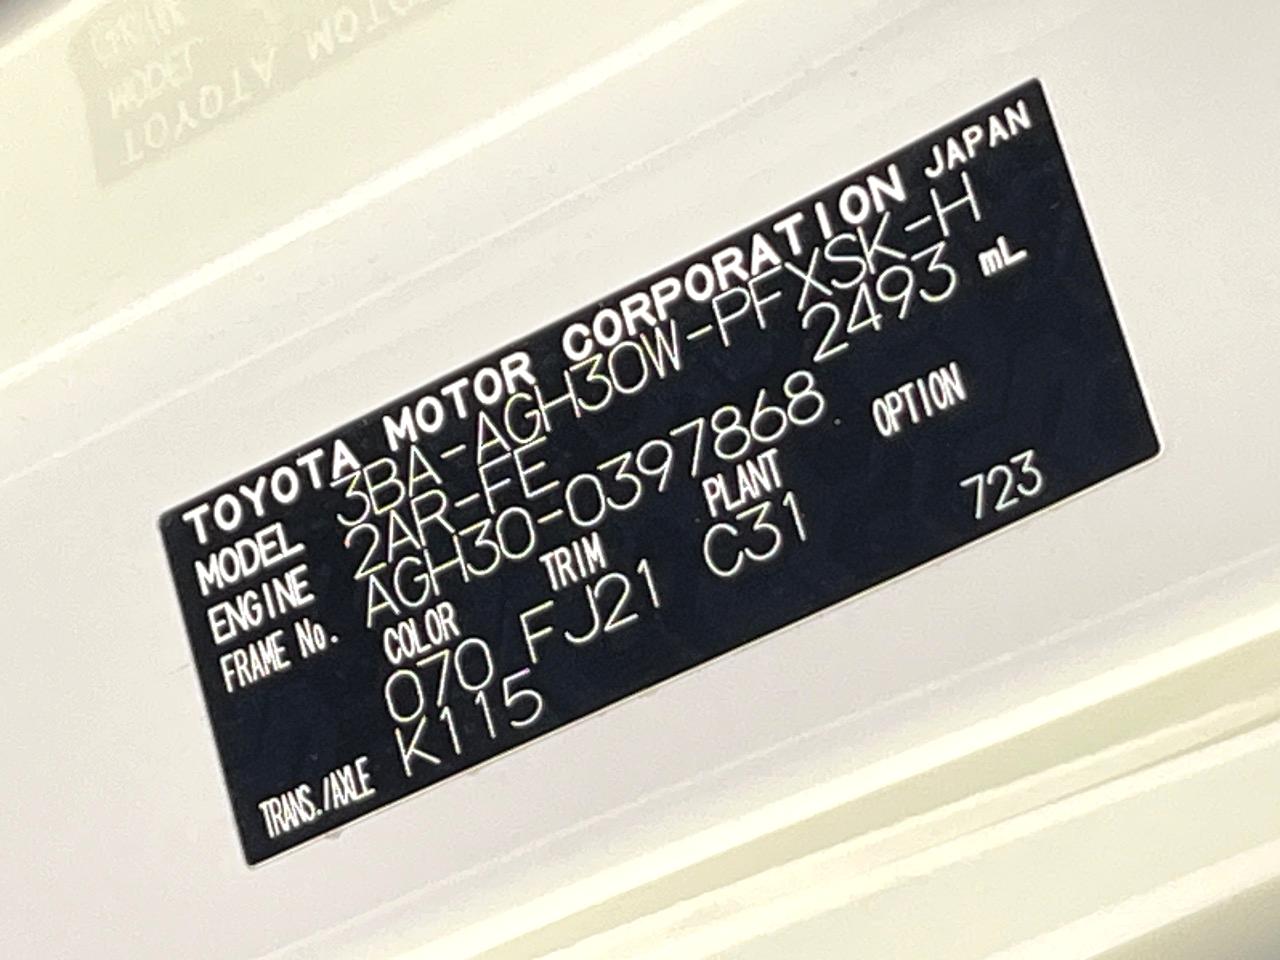 TOYOTA MOTOR CORPORATION JAPAN
MODEL 3BA-AGH30W-PFXSK-H
ENGINE 2AR-FE 2493 mL
FRAME No. AGH30-0397868
COLOR TRIM PLANT OPTION
070 FJ21 C31 723
TRANS./AXLE K115